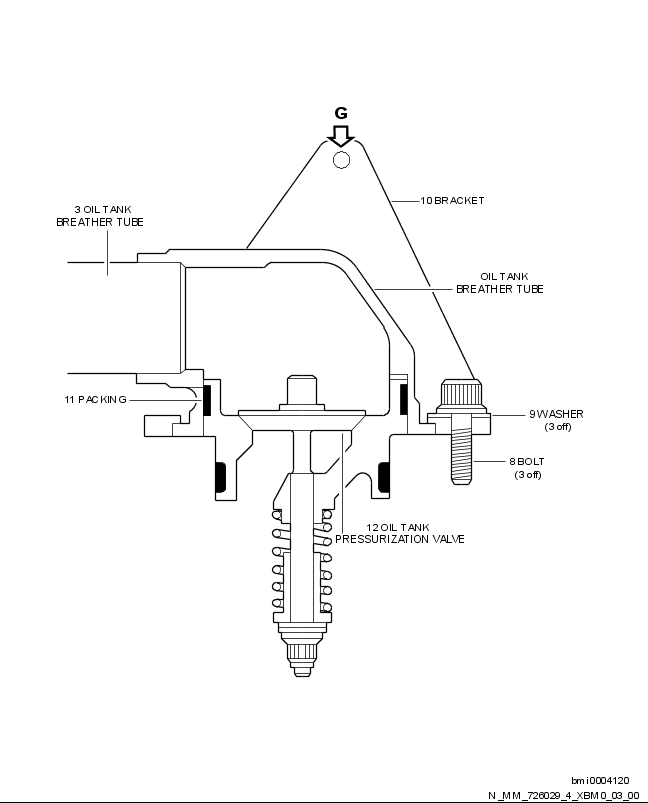 G
10 BRACKET
3 OIL TANK
BREATHER TUBE
OIL TANK
BREATHER TUBE
11 PACKING
9 WASHER
(3 off)
8 BOLT
(3 off)
12 OIL TANK
PRESSURIZATION VALVE
bmi0004120
N_MM_726029_4_XBM0_03_00